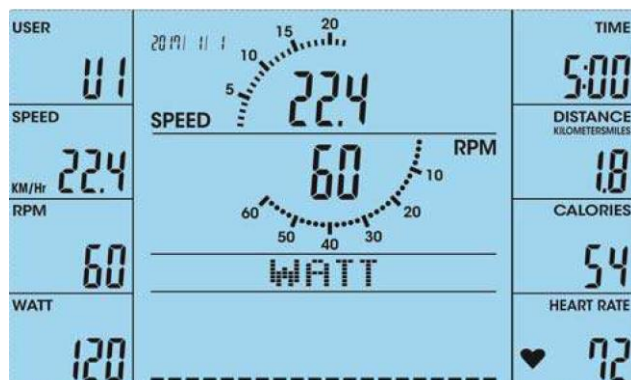 USER
U1
SPEED
KM/Hr 22.4
RPM
60
WATT
120
2019/ 1/ 1
5 10 15 20
SPEED 22.4
60 RPM
10 20 30 40 50 60
WATT
TIME
5:00
DISTANCE
KILOMETERSMILES
1.8
CALORIES
54
HEART RATE
72